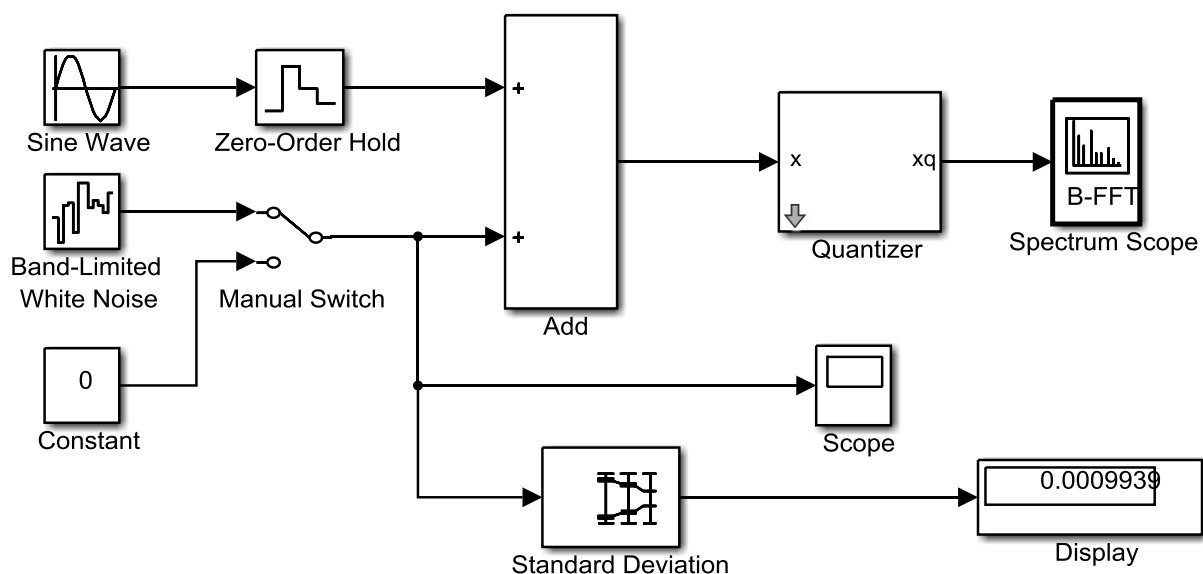 +
Sine Wave
Zero-Order Hold
x
xq
B-FFT
Spectrum Scope
+
Quantizer
Band-Limited
White Noise
Manual Switch
Add
0
Constant
Scope
0.0009939
Standard Deviation
Display